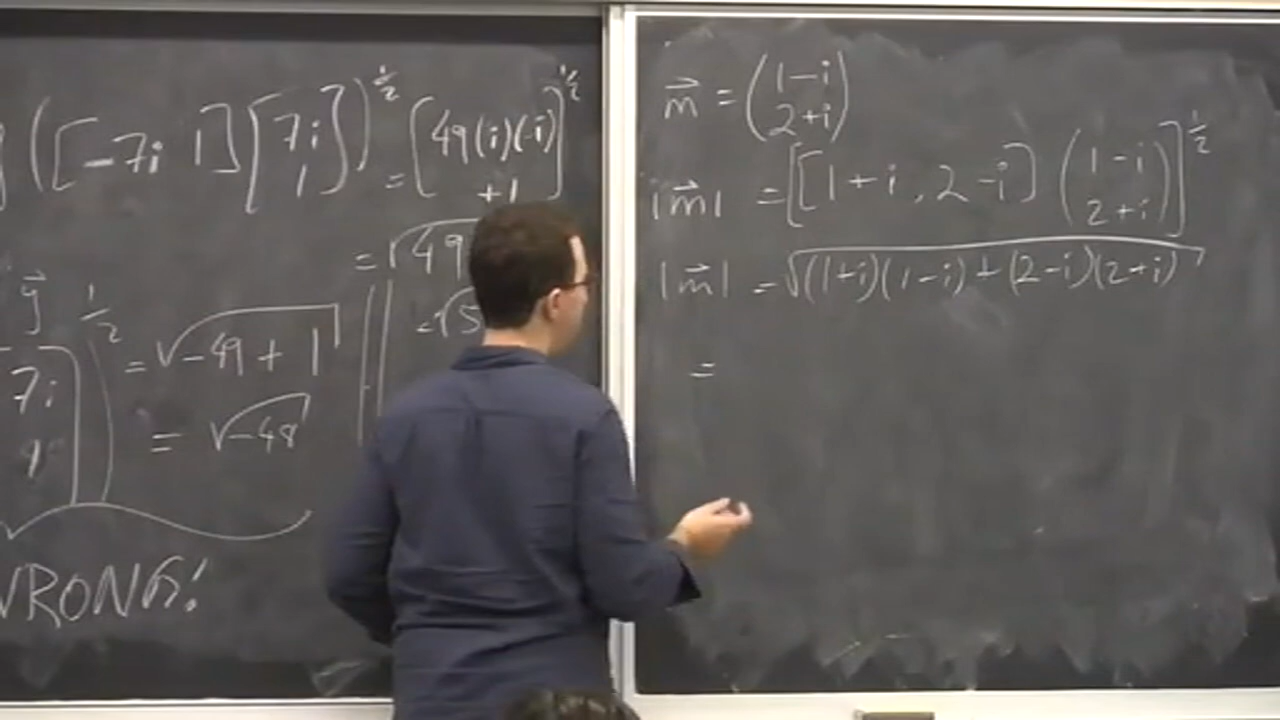 ([-7i 1][7i
1])^½ = [49(i)(-i)
+1]^½
= √49
= √5
y
7i
1
½
= √-49 + 1
= √-48
WRONG!
m⃗ = (1-i
2+i)
|m⃗| = [[1+i, 2-i] (1-i
2+i)]^½
|m⃗| = √(1+i)(1-i) + (2-i)(2+i)
=